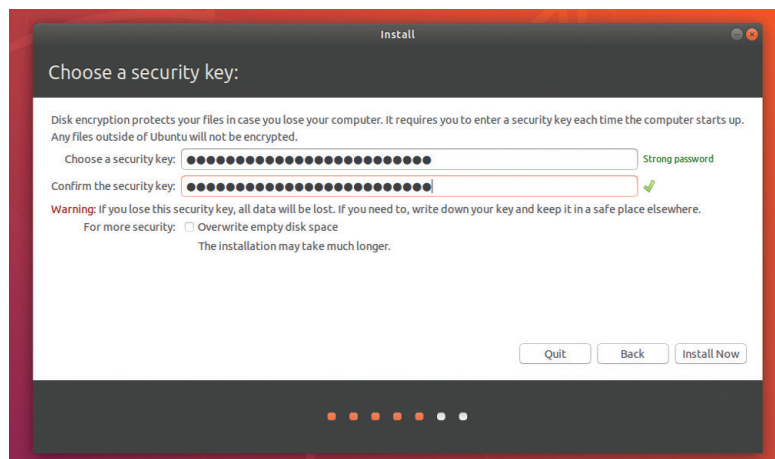 Install
Choose a security key:
Disk encryption protects your files in case you lose your computer. It requires you to enter a security key each time the computer starts up.
Any files outside of Ubuntu will not be encrypted.
Choose a security key: ●●●●●●●●●●●●●●●●●●●●●●●●● Strong password
Confirm the security key: ●●●●●●●●●●●●●●●●●●●●●●●●●
Warning: If you lose this security key, all data will be lost. If you need to, write down your key and keep it in a safe place elsewhere.
For more security: Overwrite empty disk space
The installation may take much longer.
Quit Back Install Now